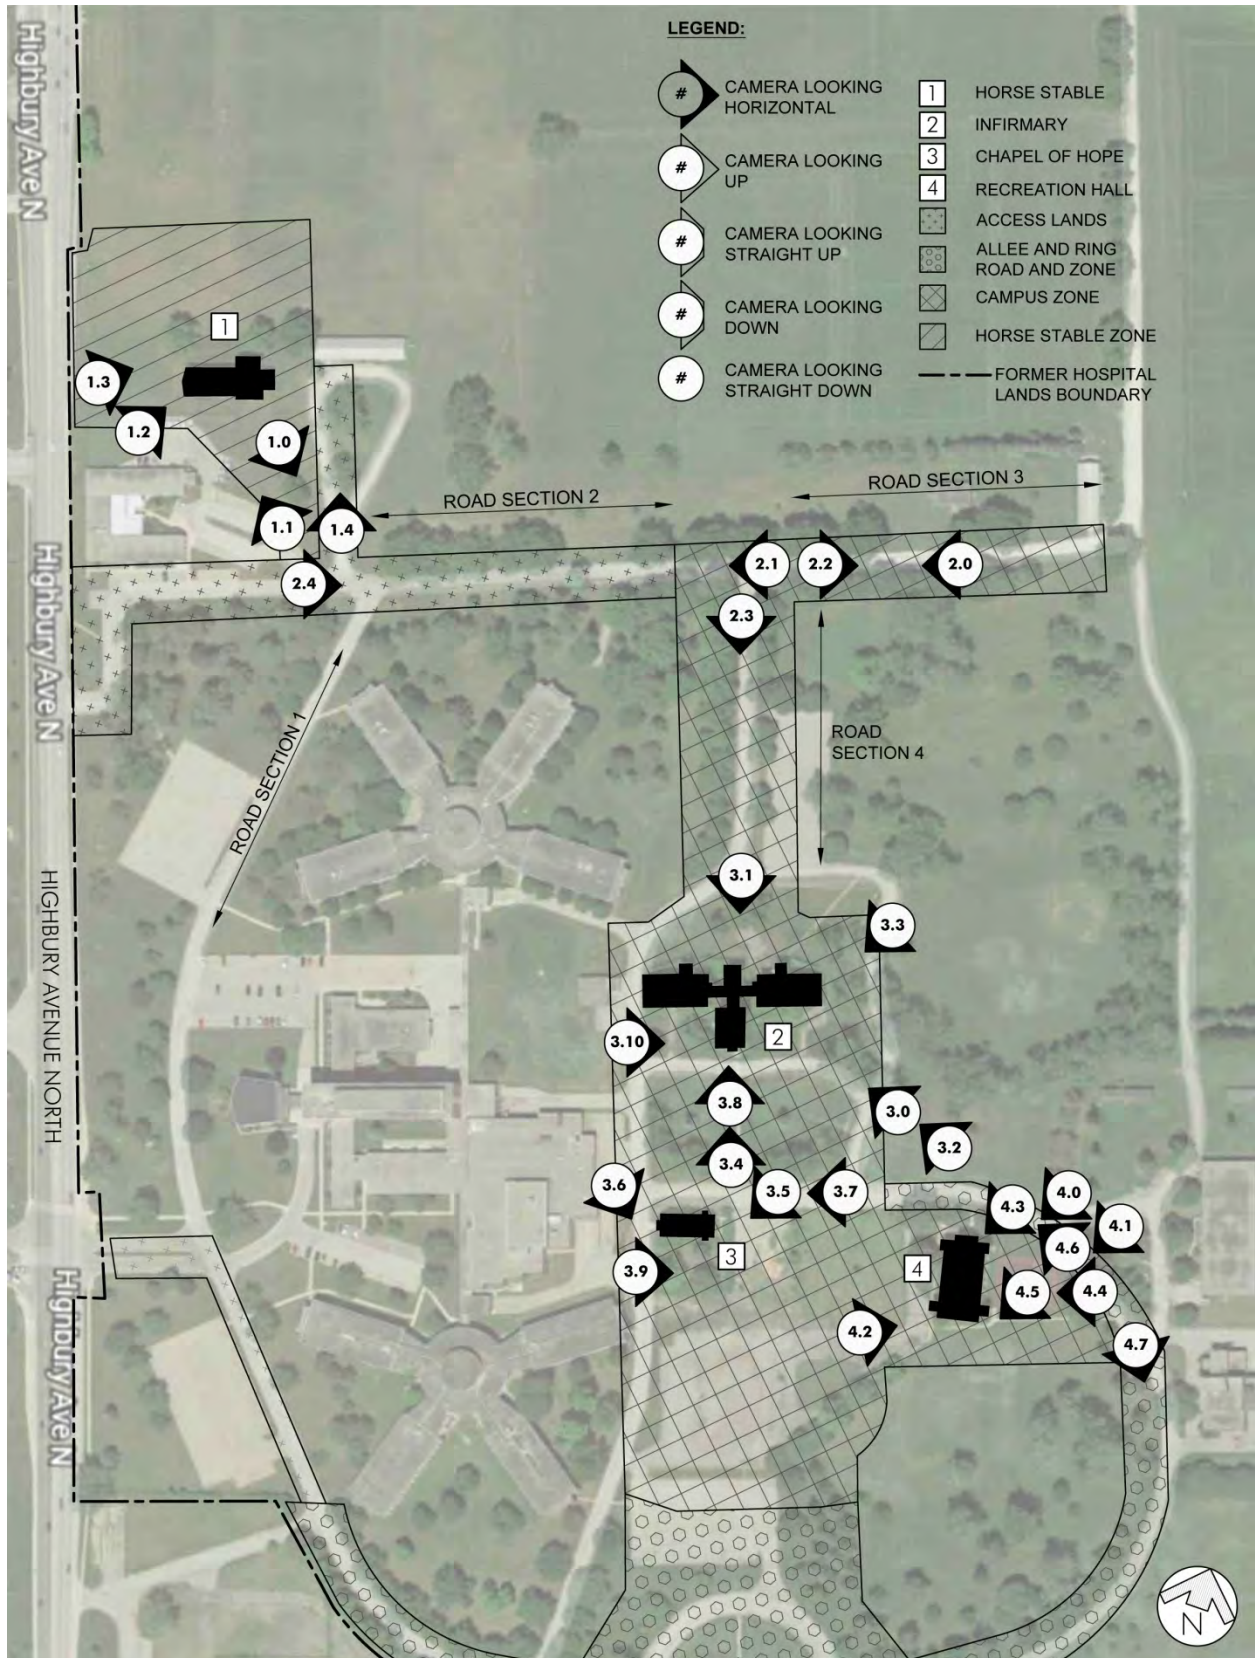 LEGEND:
# CAMERA LOOKING
HORIZONTAL
# CAMERA LOOKING
UP
# CAMERA LOOKING
STRAIGHT UP
# CAMERA LOOKING
DOWN
# CAMERA LOOKING
STRAIGHT DOWN
1 HORSE STABLE
2 INFIRMARY
3 CHAPEL OF HOPE
4 RECREATION HALL
ACCESS LANDS
ALLEE AND RING
ROAD AND ZONE
CAMPUS ZONE
HORSE STABLE ZONE
FORMER HOSPITAL
LANDS BOUNDARY
Highbury Ave N
1
1.3
1.2
1.0
1.1
1.4
2.4
ROAD SECTION 2
ROAD SECTION 3
2.1
2.2
2.0
2.3
Highbury Ave N
ROAD SECTION 1
ROAD
SECTION 4
3.1
3.3
HIGHBURY AVENUE NORTH
3.10
2
3.8
3.0
3.2
3.4
3.6
3.5
3.7
4.0
4.3
4.1
4.6
3
3.9
4
4.5
4.4
4.2
4.7
Highbury Ave N
N